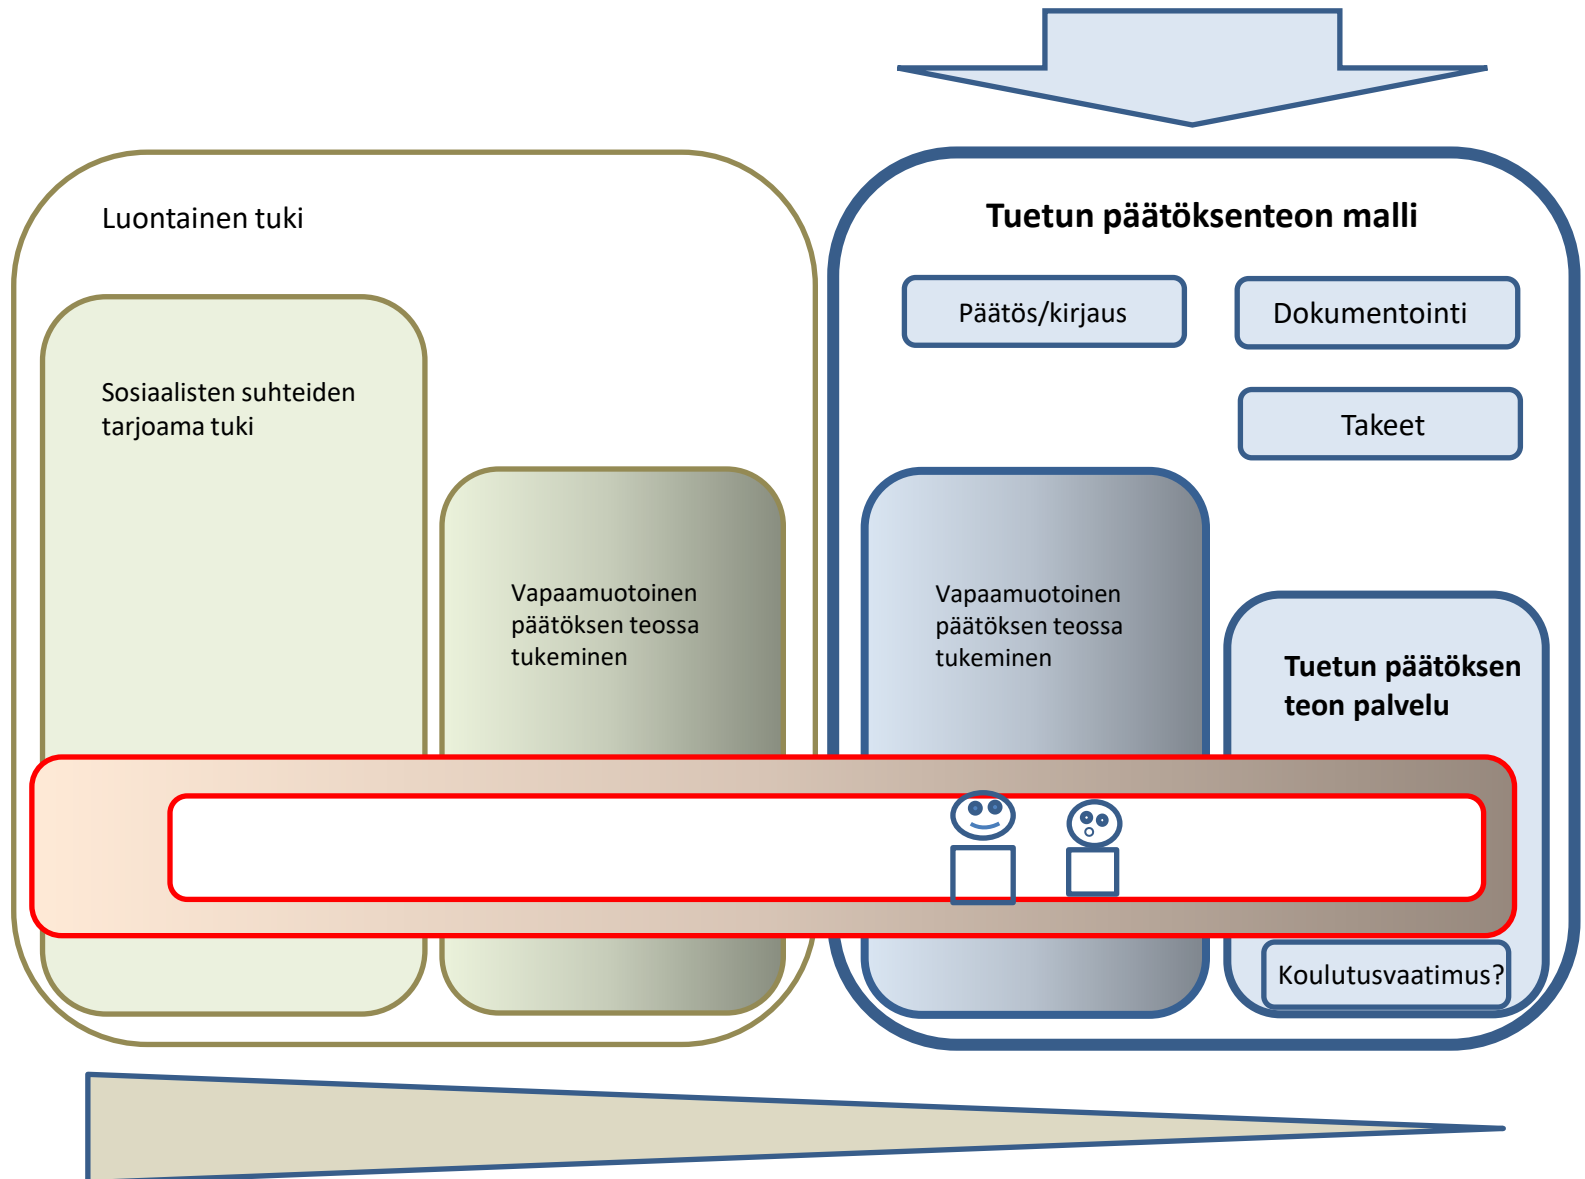 Luontainen tuki
Sosiaalisten suhteiden
tarjoama tuki
Vapaamuotoinen
päätöksen teossa
tukeminen
Tuetun päätöksenteon malli
Päätös/kirjaus
Dokumentointi
Takeet
Vapaamuotoinen
päätöksen teossa
tukeminen
Tuetun päätöksen
teon palvelu
Koulutusvaatimus?